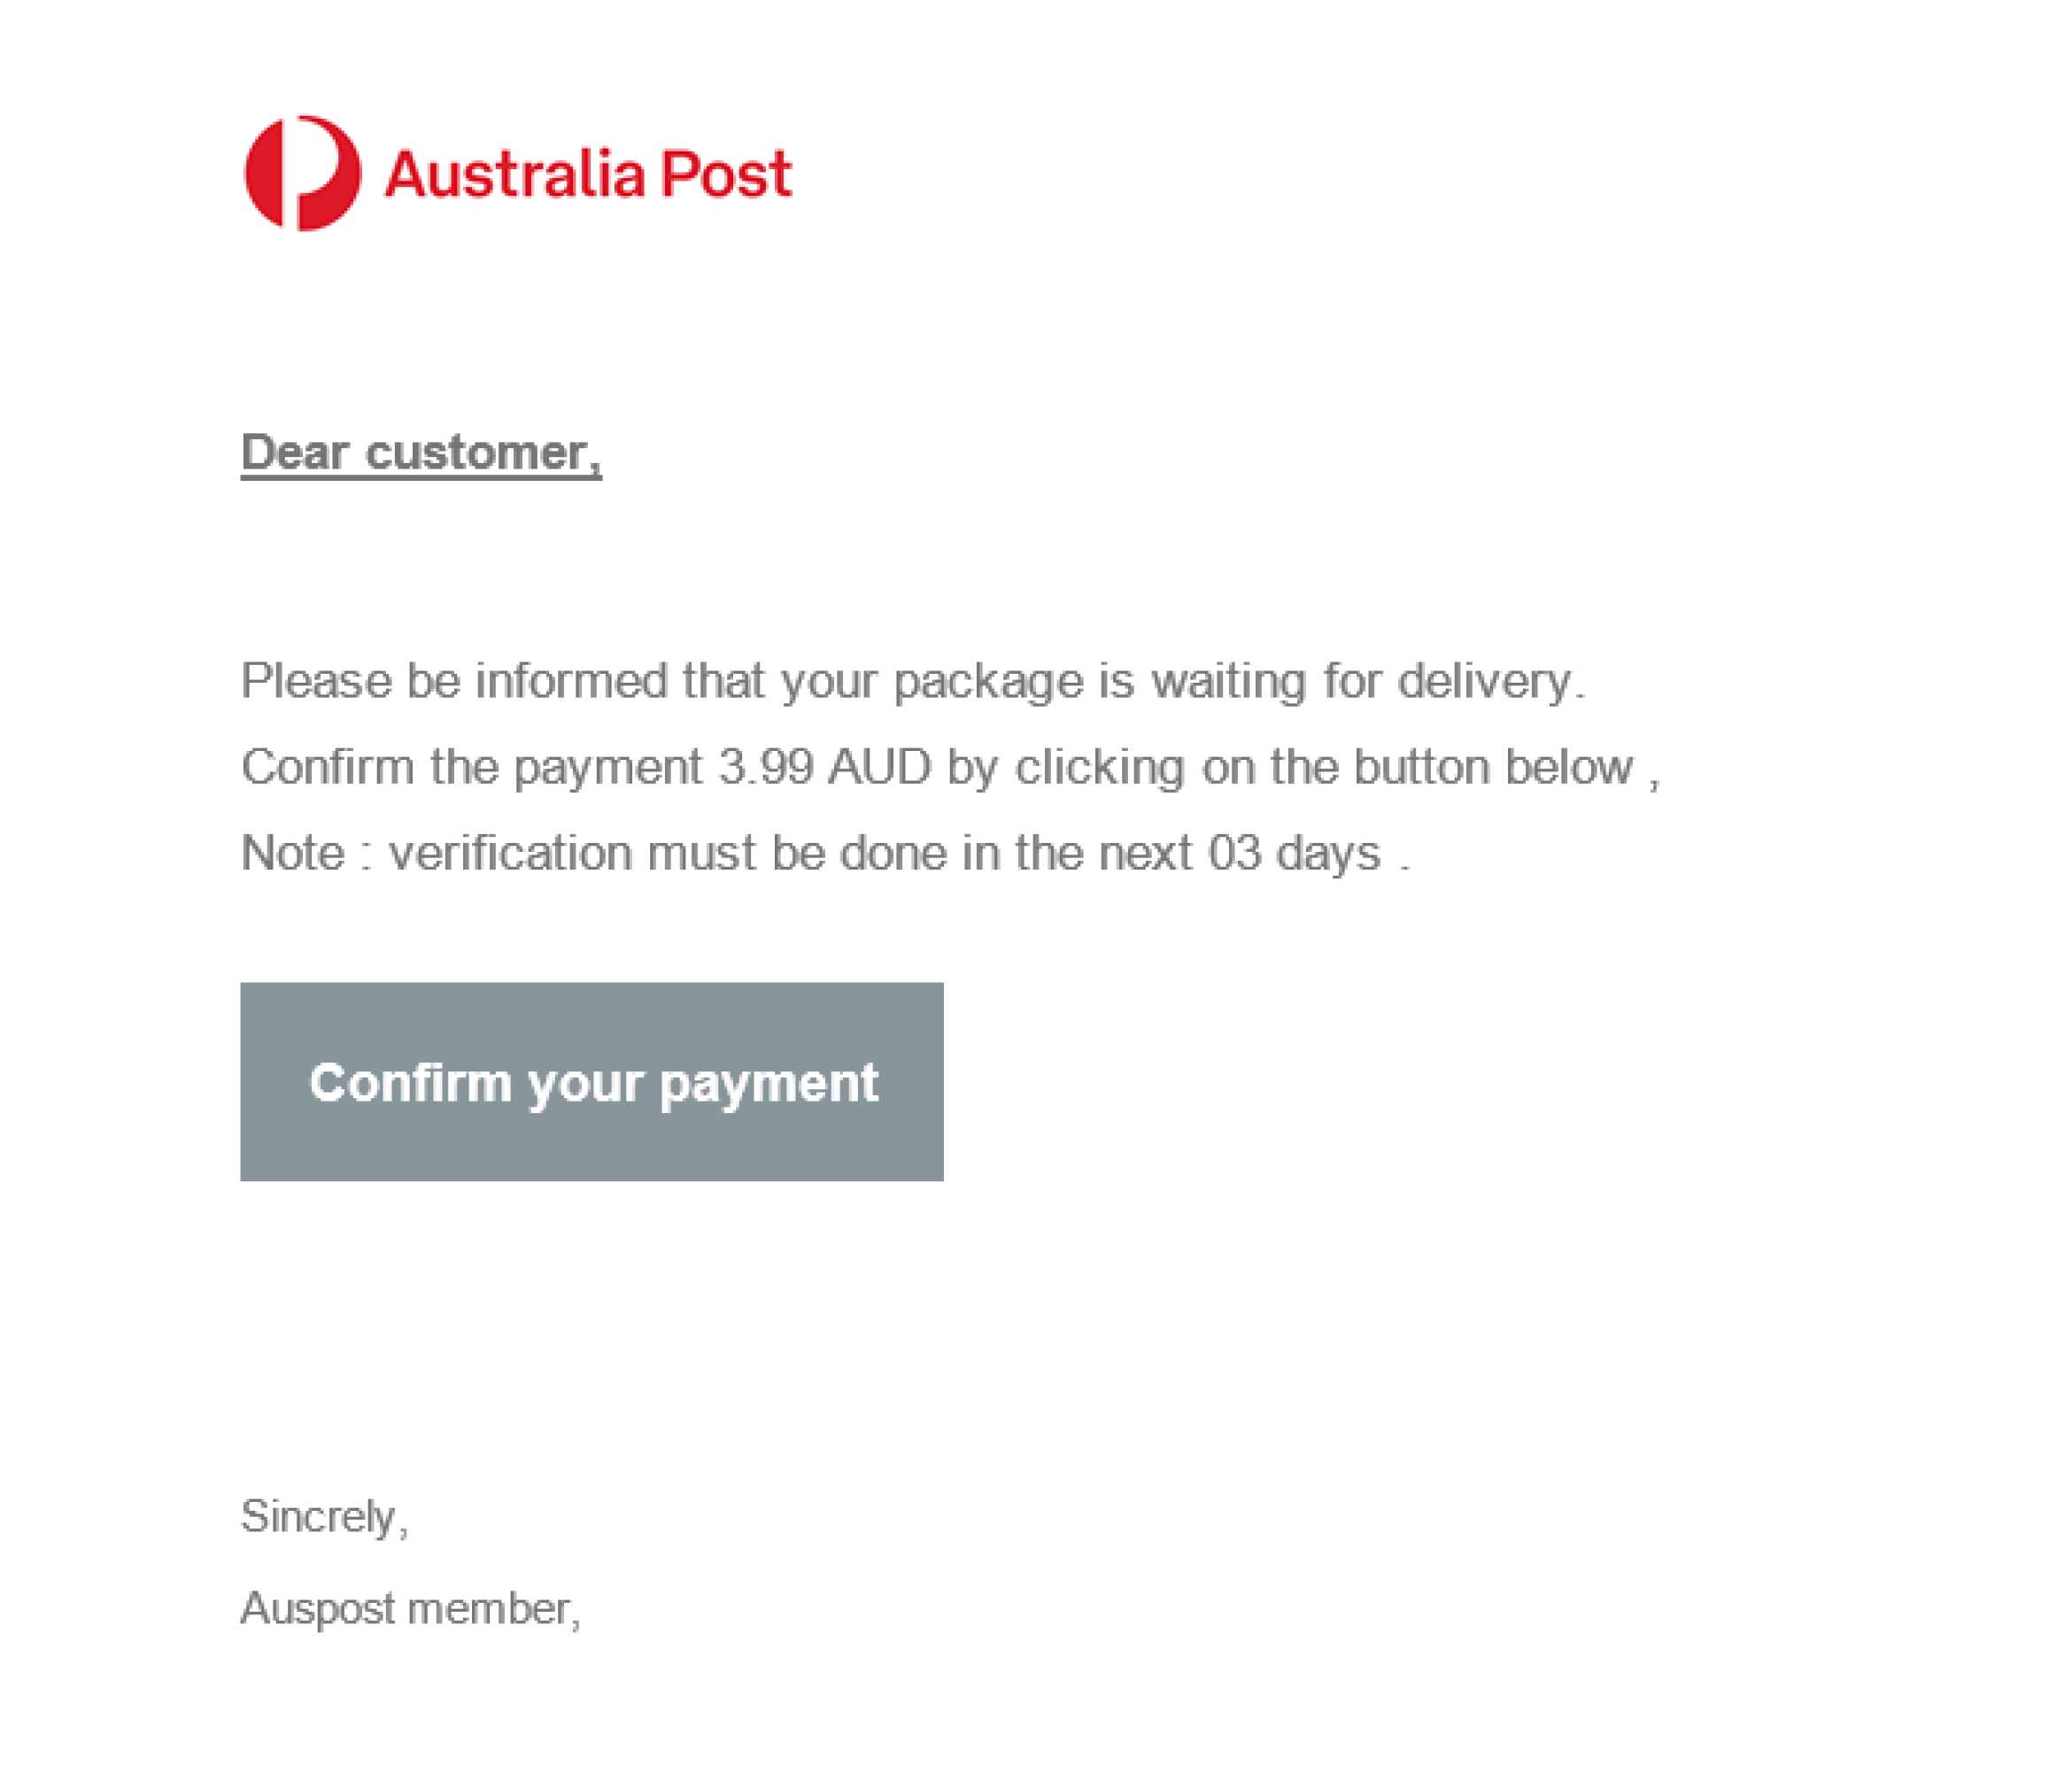 Australia Post
Dear customer,
Please be informed that your package is waiting for delivery.
Confirm the payment 3.99 AUD by clicking on the button below ,
Note : verification must be done in the next 03 days .
Confirm your payment
Sincrely,
Auspost member,